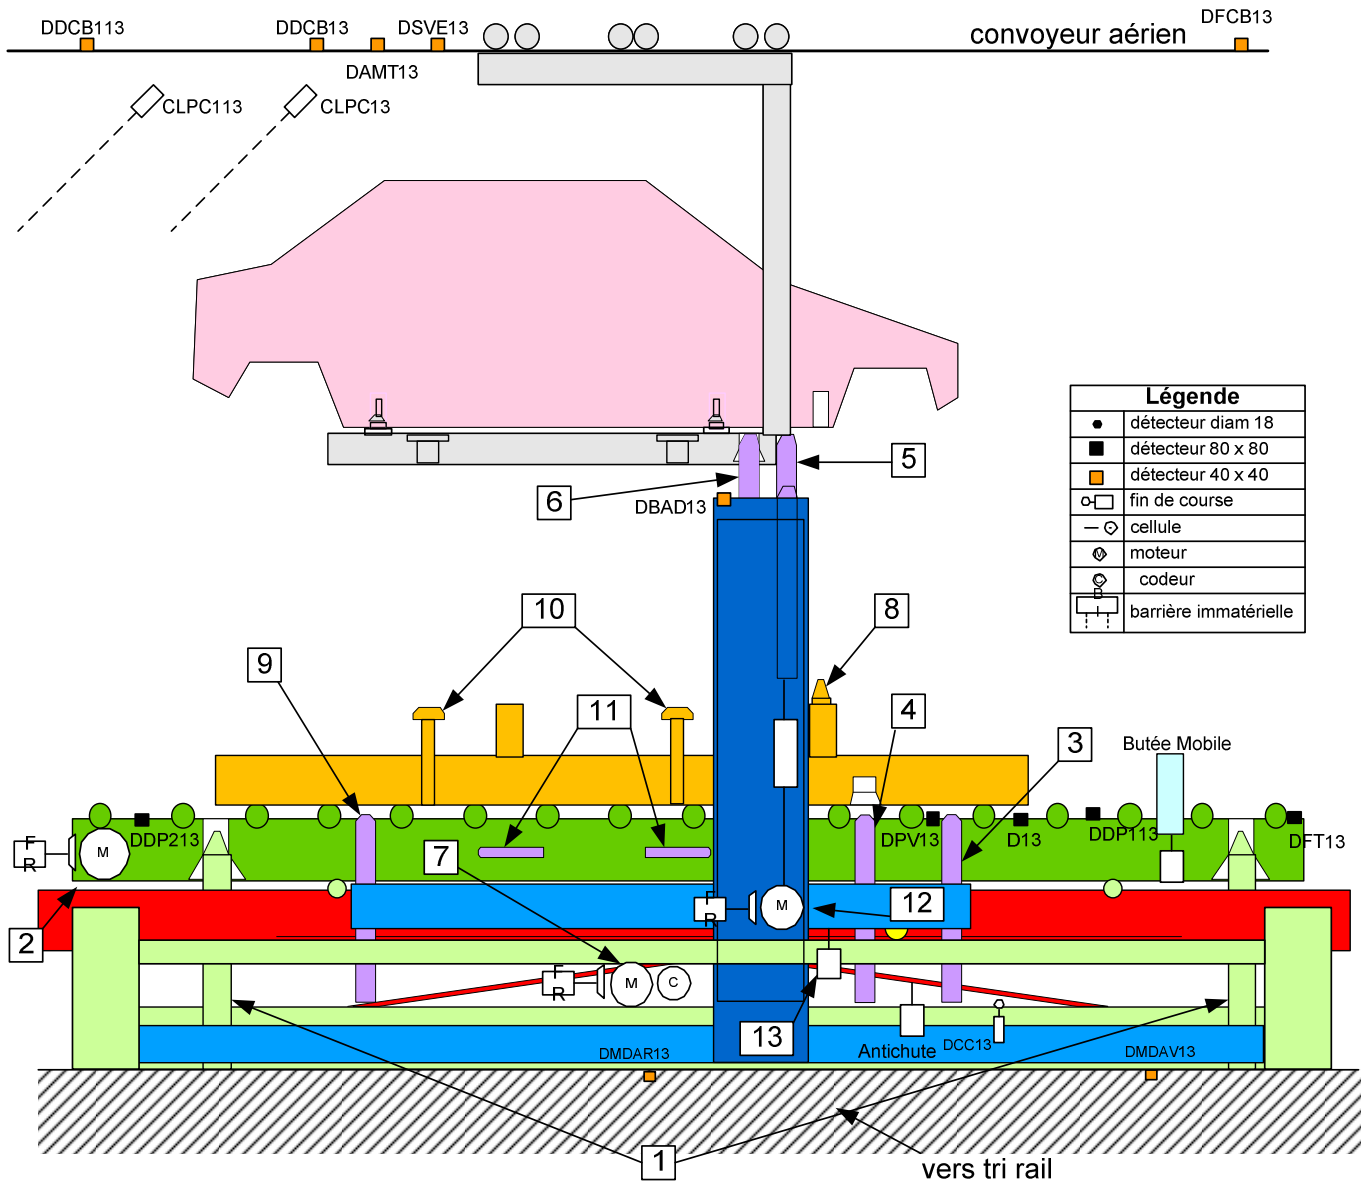 DDCB113
DDCB13
DSVE13
DFCB13
convoyeur aérien
DAMT13
CLPC113
CLPC13
Légende
détecteur diam 18
détecteur 80 x 80
détecteur 40 x 40
fin de course
cellule
M
moteur
C
codeur
B
barrière immatérielle
5
6
DBAD13
10
8
9
11
4
3
Butée Mobile
DDP213
DPV13
D13
DDP113
DFT13
F
R
M
7
12
F
R
M
2
F
R
M
C
13
Antichute
DCC13
DMDAR13
DMDAV13
1
vers tri rail